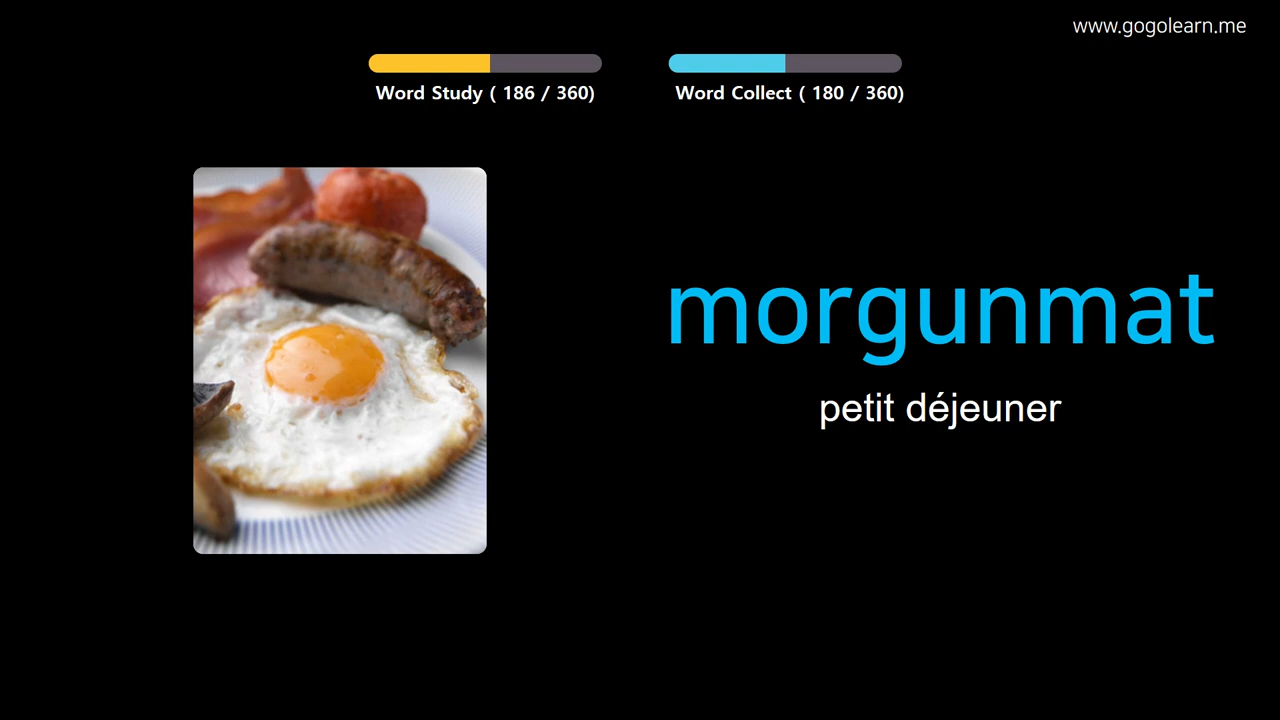 www.gogolearn.me
Word Study ( 186 / 360)
Word Collect ( 180 / 360)
morgunmat
petit déjeuner